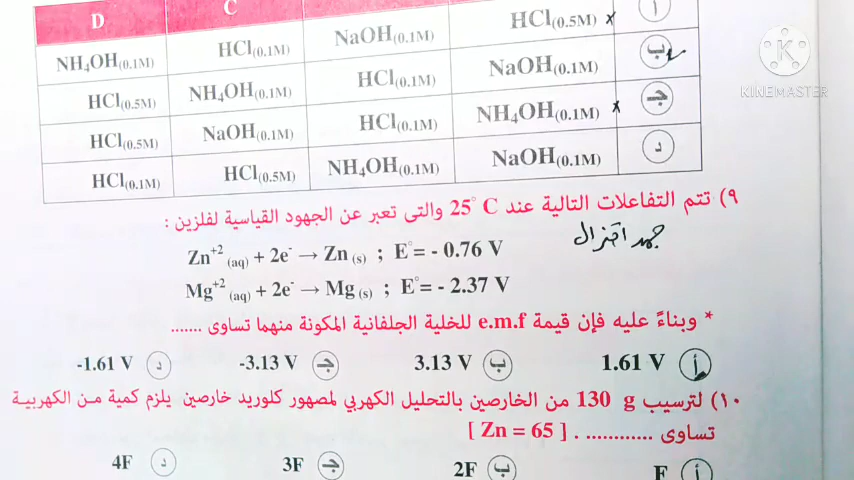 D C
أ HCl(0.5M) × NaOH(0.1M) HCl(0.1M) NH₄OH(0.1M)
ب NaOH(0.1M) HCl(0.1M) NH₄OH(0.1M) HCl(0.5M)
جـ NH₄OH(0.1M) × HCl(0.1M) NaOH(0.1M) HCl(0.5M)
د NaOH(0.1M) NH₄OH(0.1M) HCl(0.5M) HCl(0.1M)
KINEMASTER
٩) تتم التفاعلات التالية عند 25° C والتى تعبر عن الجهود القياسية لفلزين :
جهد اختزال
Zn⁺² (aq) + 2e⁻ → Zn (s) ; E° = - 0.76 V
Mg⁺² (aq) + 2e⁻ → Mg (s) ; E° = - 2.37 V
* وبناءً عليه فإن قيمة e.m.f للخلية الجلفانية المكونة منهما تساوى .......
أ 1.61 V ب 3.13 V جـ -3.13 V د -1.61 V
١٠) لترسيب 130 g من الخارصين بالتحليل الكهربي لمصهور كلوريد خارصين يلزم كمية من الكهربية
تساوى ............ . [ Zn = 65 ]
أ F ب 2F جـ 3F د 4F